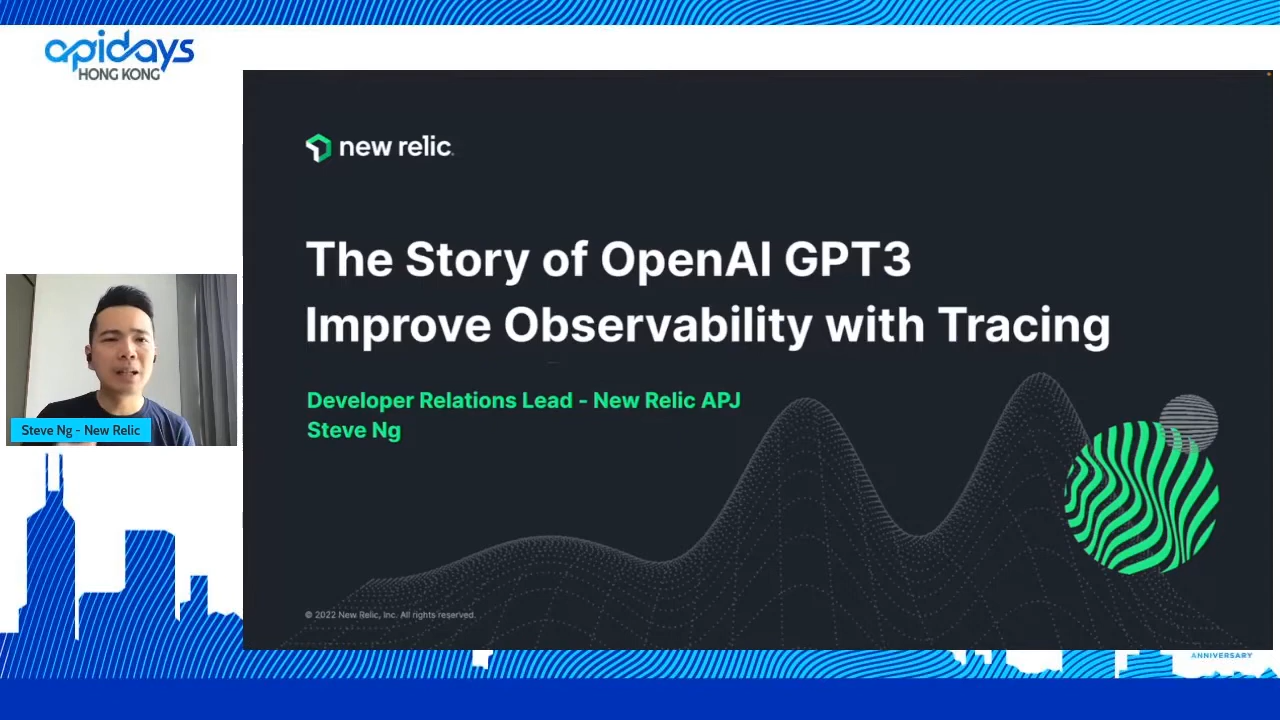 apidays
HONG KONG
new relic.
The Story of OpenAI GPT3
Improve Observability with Tracing
Developer Relations Lead - New Relic APJ
Steve Ng
Steve Ng - New Relic
© 2022 New Relic, Inc. All rights reserved.
ANNIVERSARY